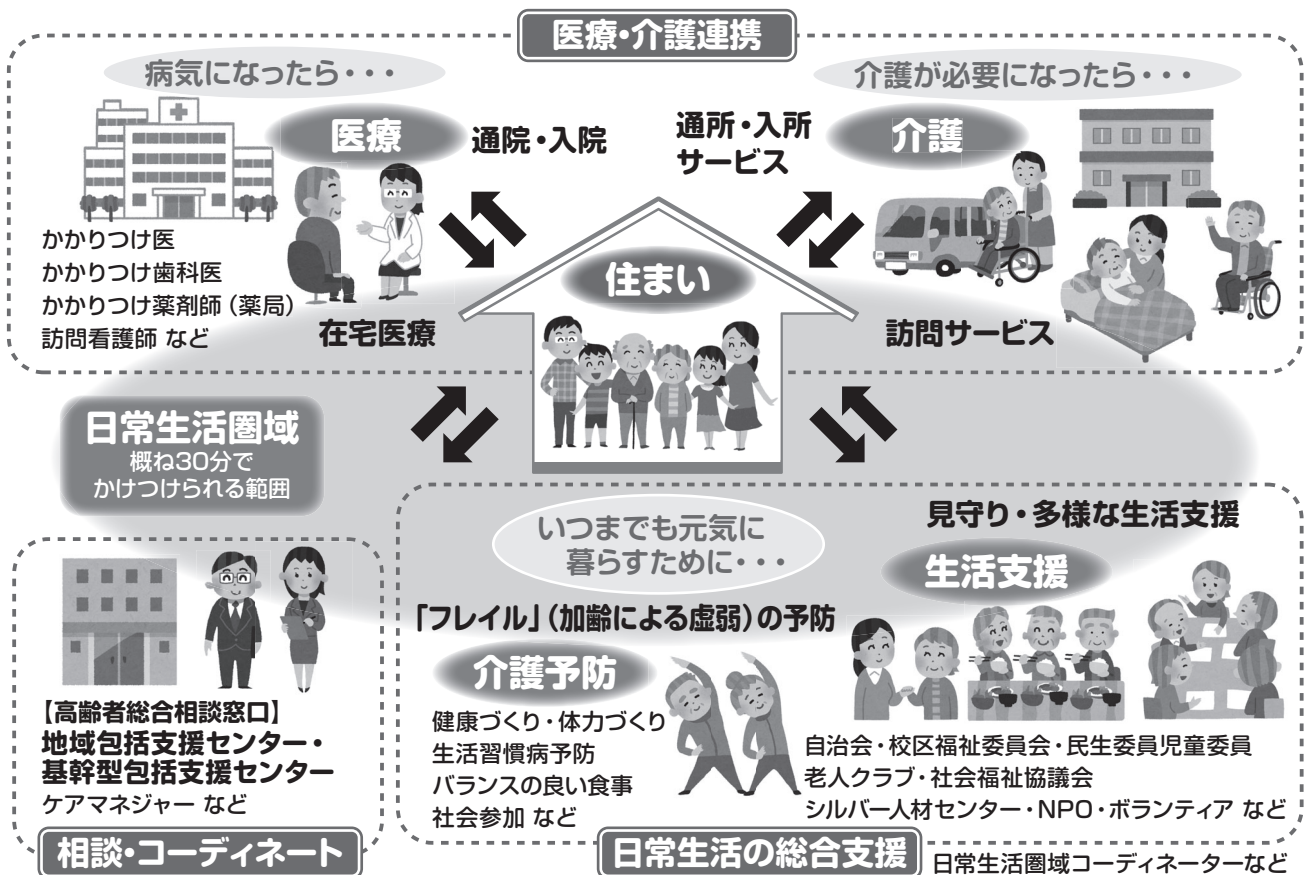 医療・介護連携
病気になったら・・・
医療
通院・入院
かかりつけ医
かかりつけ歯科医
かかりつけ薬剤師（薬局）
訪問看護師 など
在宅医療
介護が必要になったら・・・
通所・入所
サービス
介護
訪問サービス
住まい
日常生活圏域
概ね30分で
かけつけられる範囲
【高齢者総合相談窓口】
地域包括支援センター・
基幹型包括支援センター
ケアマネジャー など
相談・コーディネート
いつまでも元気に
暮らすために・・・
「フレイル」（加齢による虚弱）の予防
介護予防
健康づくり・体力づくり
生活習慣病予防
バランスの良い食事
社会参加 など
見守り・多様な生活支援
生活支援
自治会・校区福祉委員会・民生委員児童委員
老人クラブ・社会福祉協議会
シルバー人材センター・NPO・ボランティア など
日常生活の総合支援
日常生活圏域コーディネーターなど